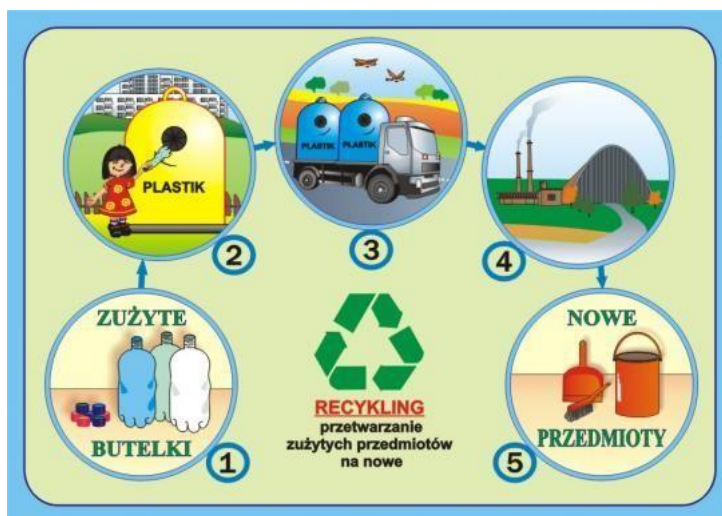 ZUŻYTE
BUTELKI
1
PLASTIK
2
PLASTIK PLASTIK
3
4
NOWE
PRZEDMIOTY
5
RECYKLING
przetwarzanie
zużytych przedmiotów
na nowe